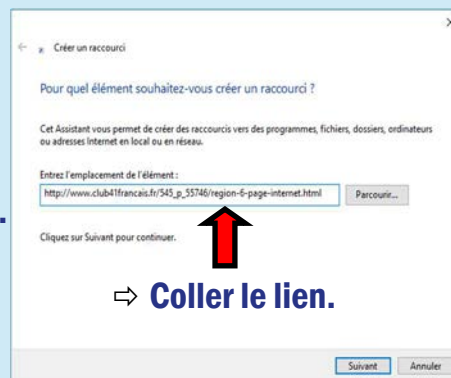 Créer un raccourci
Pour quel élément souhaitez-vous créer un raccourci ?
Cet Assistant vous permet de créer des raccourcis vers des programmes, fichiers, dossiers, ordinateurs
ou adresses Internet en local ou en réseau.
Entrez l'emplacement de l'élément :
http://www.club41francais.fr/545_p_55746/region-6-page-internet.html Parcourir...
.
Cliquez sur Suivant pour continuer.
⇨ Coller le lien.
Suivant Annuler